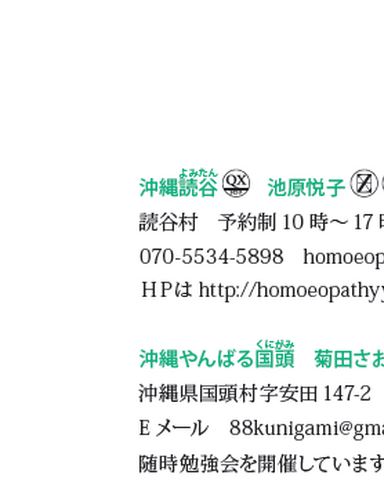 沖縄読谷 QX 池原悦子 Z
よみたん
読谷村 予約制 10 時～ 17
070-5534-5898 homoeop
ＨＰは http://homoeopathy
沖縄やんばる国頭 菊田さお
くにがみ
沖縄県国頭村字安田 147-2
E メール 88kunigami@gma
随時勉強会を開催しています